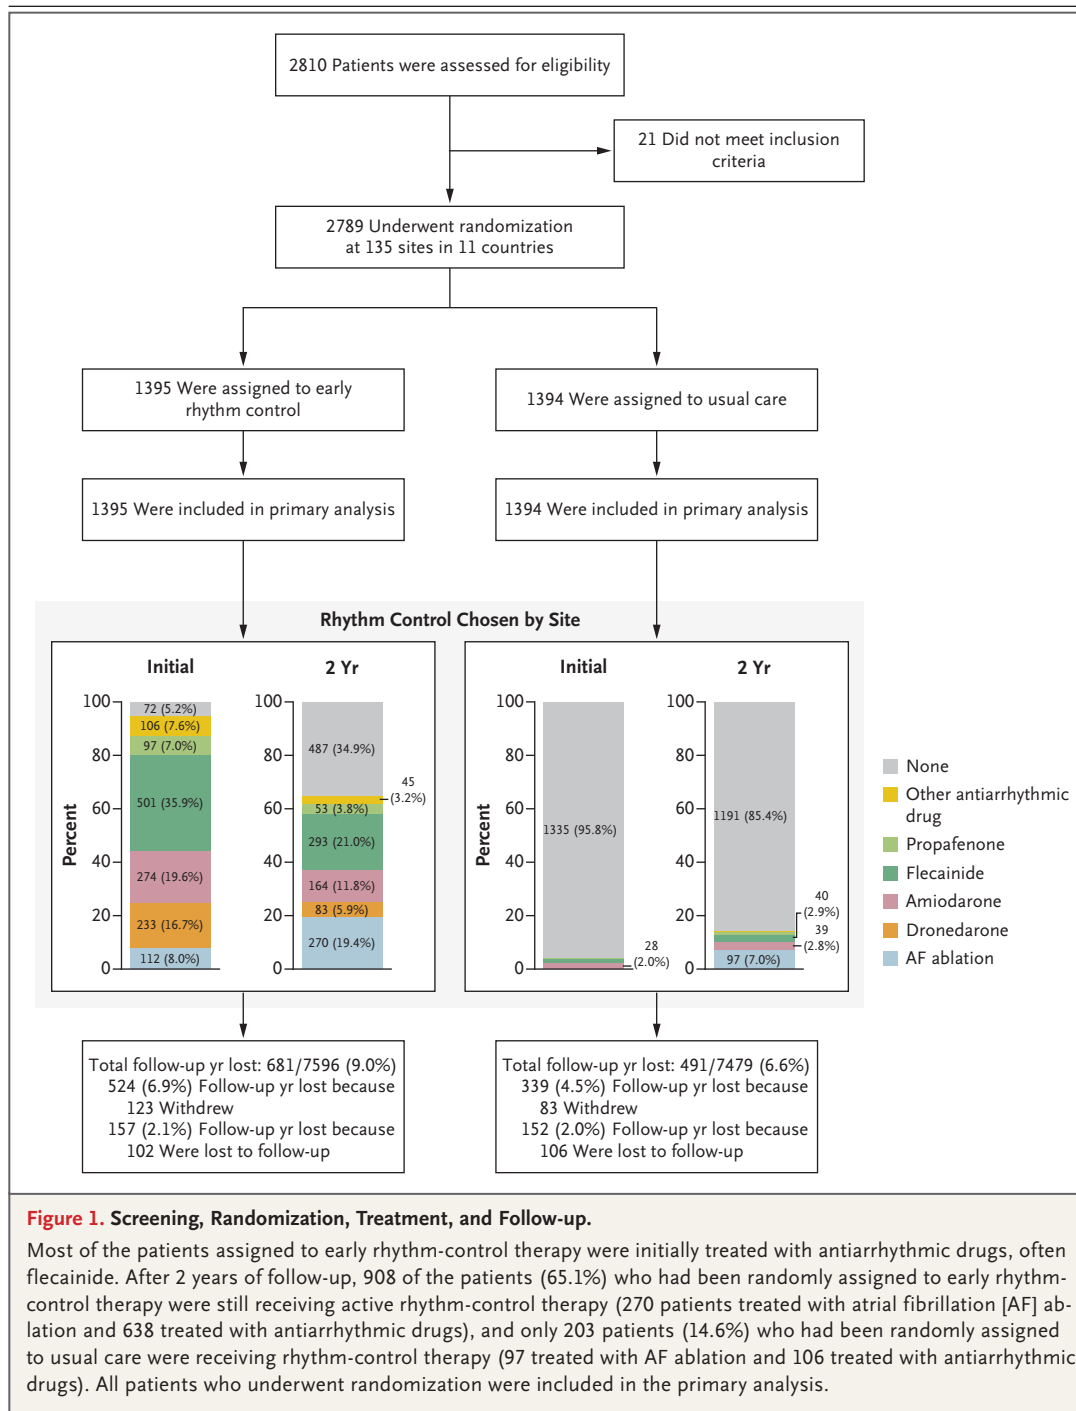 2810 Patients were assessed for eligibility
21 Did not meet inclusion
criteria
2789 Underwent randomization
at 135 sites in 11 countries
1395 Were assigned to early
rhythm control
1394 Were assigned to usual care
1395 Were included in primary analysis
1394 Were included in primary analysis
Rhythm Control Chosen by Site
Initial
2 Yr
Percent
100
80
60
40
20
0
72 (5.2%)
106 (7.6%)
97 (7.0%)
501 (35.9%)
274 (19.6%)
233 (16.7%)
112 (8.0%)
100
80
60
40
20
0
487 (34.9%)
45
(3.2%)
53 (3.8%)
293 (21.0%)
164 (11.8%)
83 (5.9%)
270 (19.4%)
Initial
2 Yr
Percent
100
80
60
40
20
0
1335 (95.8%)
28
(2.0%)
100
80
60
40
20
0
1191 (85.4%)
40
(2.9%)
39
(2.8%)
97 (7.0%)
None
Other antiarrhythmic
drug
Propafenone
Flecainide
Amiodarone
Dronedarone
AF ablation
Total follow-up yr lost: 681/7596 (9.0%)
524 (6.9%) Follow-up yr lost because
123 Withdrew
157 (2.1%) Follow-up yr lost because
102 Were lost to follow-up
Total follow-up yr lost: 491/7479 (6.6%)
339 (4.5%) Follow-up yr lost because
83 Withdrew
152 (2.0%) Follow-up yr lost because
106 Were lost to follow-up
Figure 1. Screening, Randomization, Treatment, and Follow-up.
Most of the patients assigned to early rhythm-control therapy were initially treated with antiarrhythmic drugs, often
flecainide. After 2 years of follow-up, 908 of the patients (65.1%) who had been randomly assigned to early rhythm-
control therapy were still receiving active rhythm-control therapy (270 patients treated with atrial fibrillation [AF] ab-
lation and 638 treated with antiarrhythmic drugs), and only 203 patients (14.6%) who had been randomly assigned
to usual care were receiving rhythm-control therapy (97 treated with AF ablation and 106 treated with antiarrhythmic
drugs). All patients who underwent randomization were included in the primary analysis.